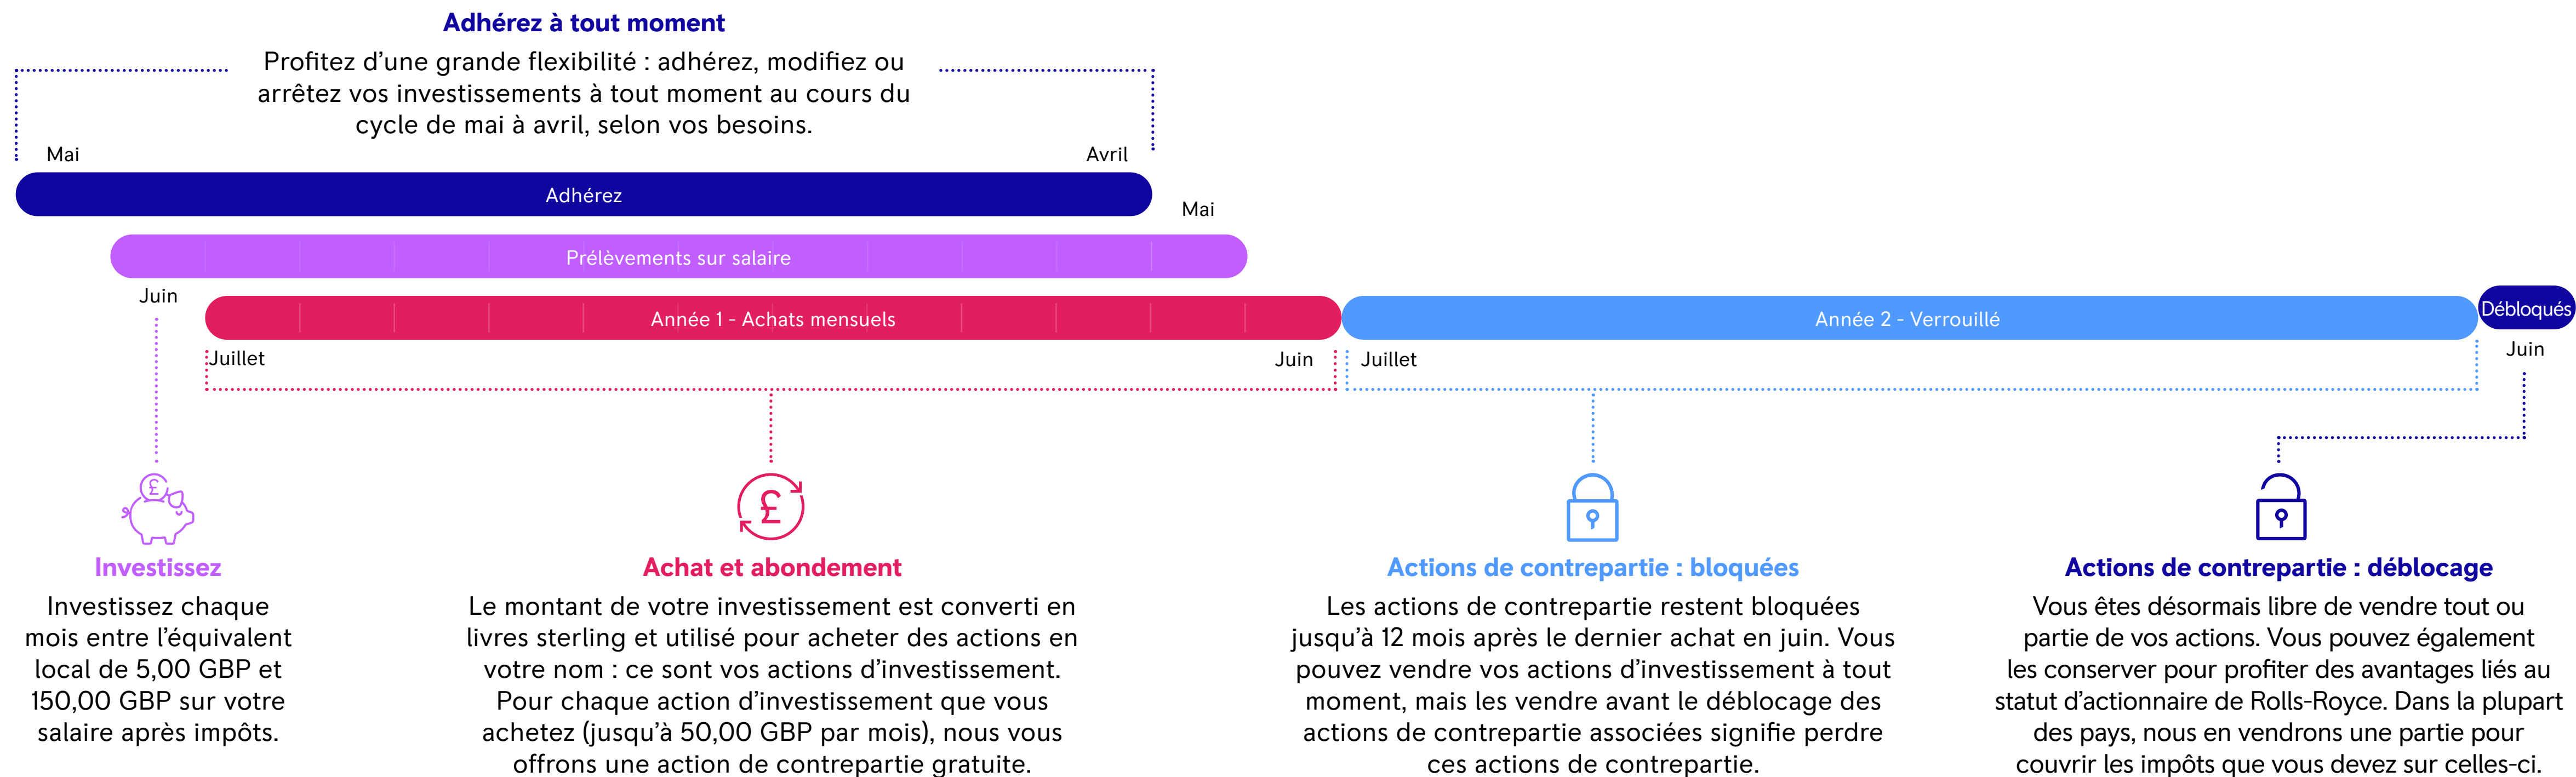 Adhérez à tout moment
Profitez d’une grande flexibilité : adhérez, modifiez ou
arrêtez vos investissements à tout moment au cours du
cycle de mai à avril, selon vos besoins.
Mai
Avril
Adhérez
Mai
Prélèvements sur salaire
Juin
Année 1 - Achats mensuels
Année 2 - Verrouillé
Débloqués
Juillet
Juin
Juillet
Juin
£
£
Investissez
Investissez chaque
mois entre l’équivalent
local de 5,00 GBP et
150,00 GBP sur votre
salaire après impôts.
Achat et abondement
Le montant de votre investissement est converti en
livres sterling et utilisé pour acheter des actions en
votre nom : ce sont vos actions d’investissement.
Pour chaque action d’investissement que vous
achetez (jusqu’à 50,00 GBP par mois), nous vous
offrons une action de contrepartie gratuite.
Actions de contrepartie : bloquées
Les actions de contrepartie restent bloquées
jusqu’à 12 mois après le dernier achat en juin. Vous
pouvez vendre vos actions d’investissement à tout
moment, mais les vendre avant le déblocage des
actions de contrepartie associées signifie perdre
ces actions de contrepartie.
Actions de contrepartie : déblocage
Vous êtes désormais libre de vendre tout ou
partie de vos actions. Vous pouvez également
les conserver pour profiter des avantages liés au
statut d’actionnaire de Rolls-Royce. Dans la plupart
des pays, nous en vendrons une partie pour
couvrir les impôts que vous devez sur celles-ci.